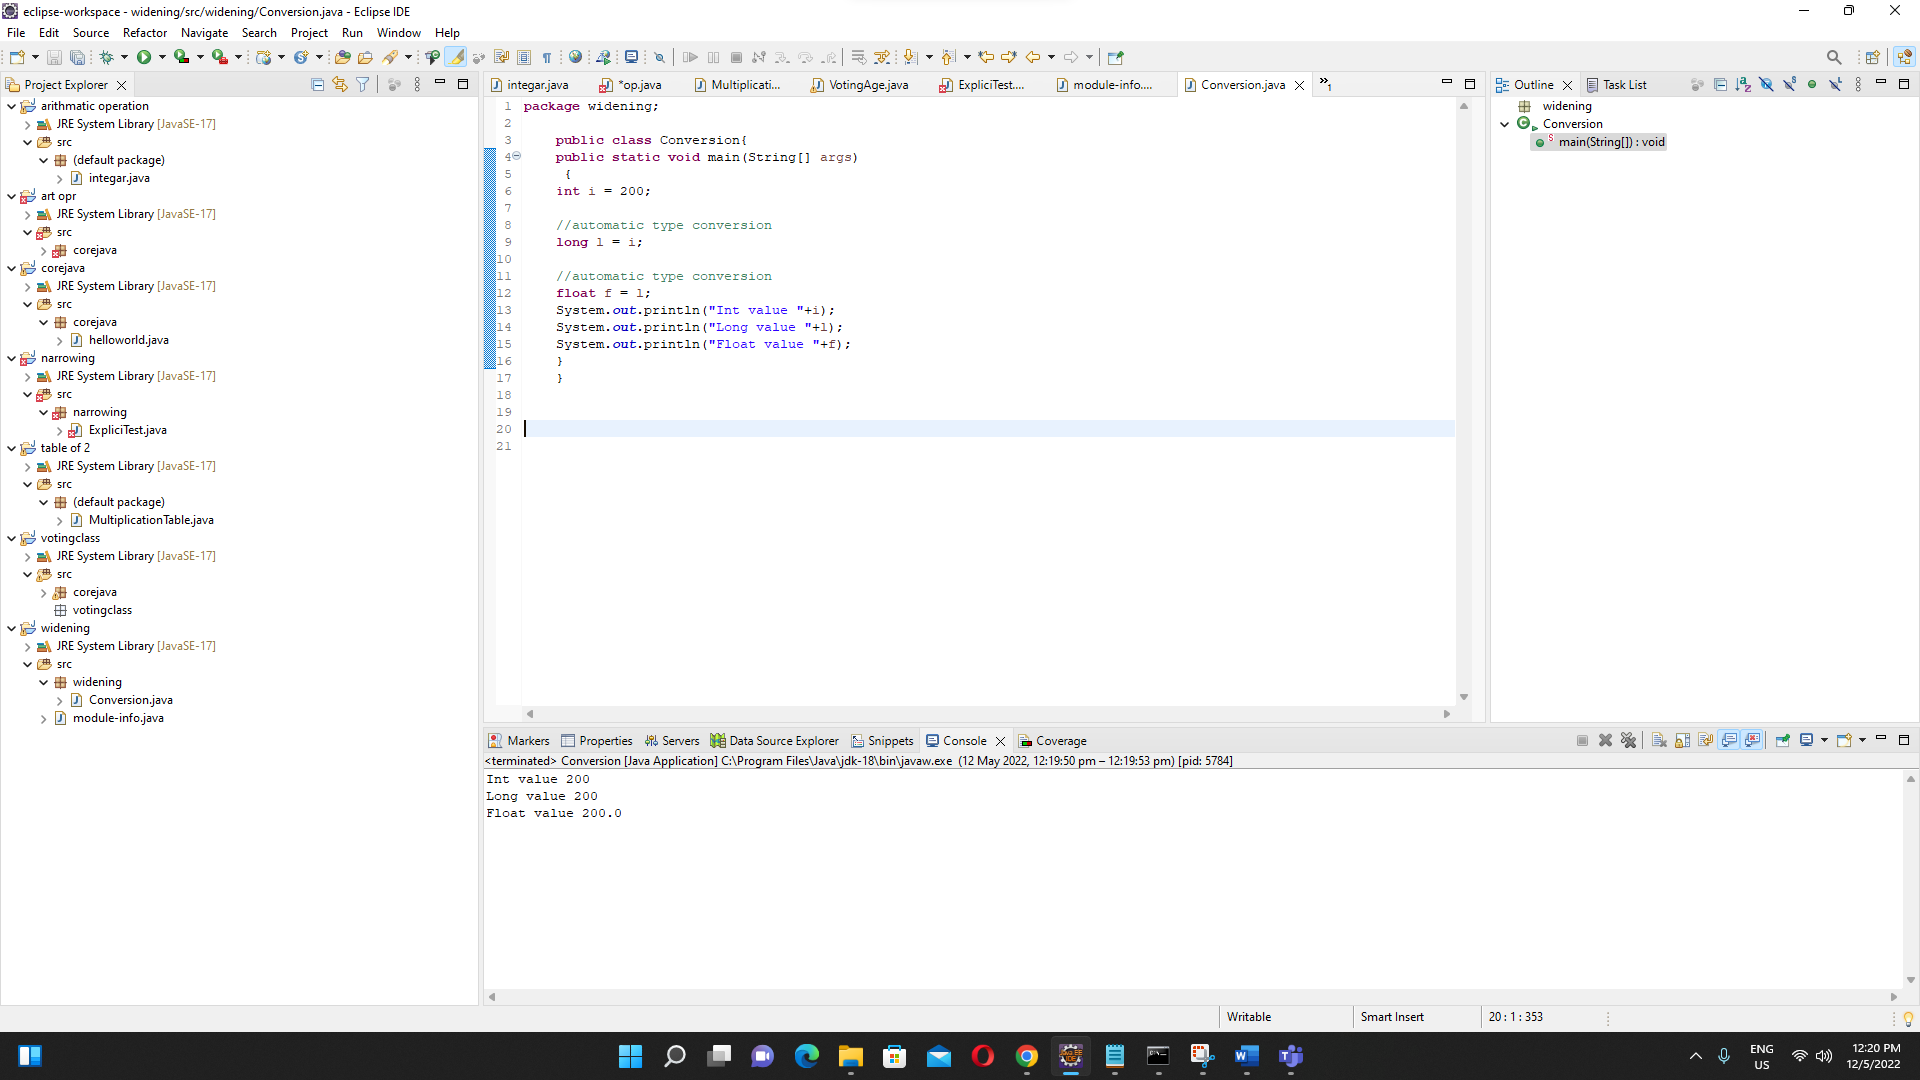 eclipse-workspace - widening/src/widening/Conversion.java - Eclipse IDE
File Edit Source Refactor Navigate Search Project Run Window Help
Project Explorer
arithmatic operation
JRE System Library [JavaSE-17]
src
(default package)
integar.java
art opr
JRE System Library [JavaSE-17]
src
corejava
corejava
JRE System Library [JavaSE-17]
src
corejava
helloworld.java
narrowing
JRE System Library [JavaSE-17]
src
narrowing
ExpliciTest.java
table of 2
JRE System Library [JavaSE-17]
src
(default package)
MultiplicationTable.java
votingclass
JRE System Library [JavaSE-17]
src
corejava
votingclass
widening
JRE System Library [JavaSE-17]
src
widening
Conversion.java
module-info.java
integar.java *op.java Multiplicati... VotingAge.java ExpliciTest.... module-info.... Conversion.java »1
1 package widening;
2
3 public class Conversion{
4 public static void main(String[] args)
5 {
6 int i = 200;
7
8 //automatic type conversion
9 long l = i;
10
11 //automatic type conversion
12 float f = l;
13 System.out.println("Int value "+i);
14 System.out.println("Long value "+l);
15 System.out.println("Float value "+f);
16 }
17 }
18
19
20
21
Outline Task List
widening
Conversion
main(String[]) : void
Markers Properties Servers Data Source Explorer Snippets Console Coverage
<terminated> Conversion [Java Application] C:\Program Files\Java\jdk-18\bin\javaw.exe (12 May 2022, 12:19:50 pm – 12:19:53 pm) [pid: 5784]
Int value 200
Long value 200
Float value 200.0
Writable Smart Insert 20 : 1 : 353
ENG
US
12:20 PM
12/5/2022